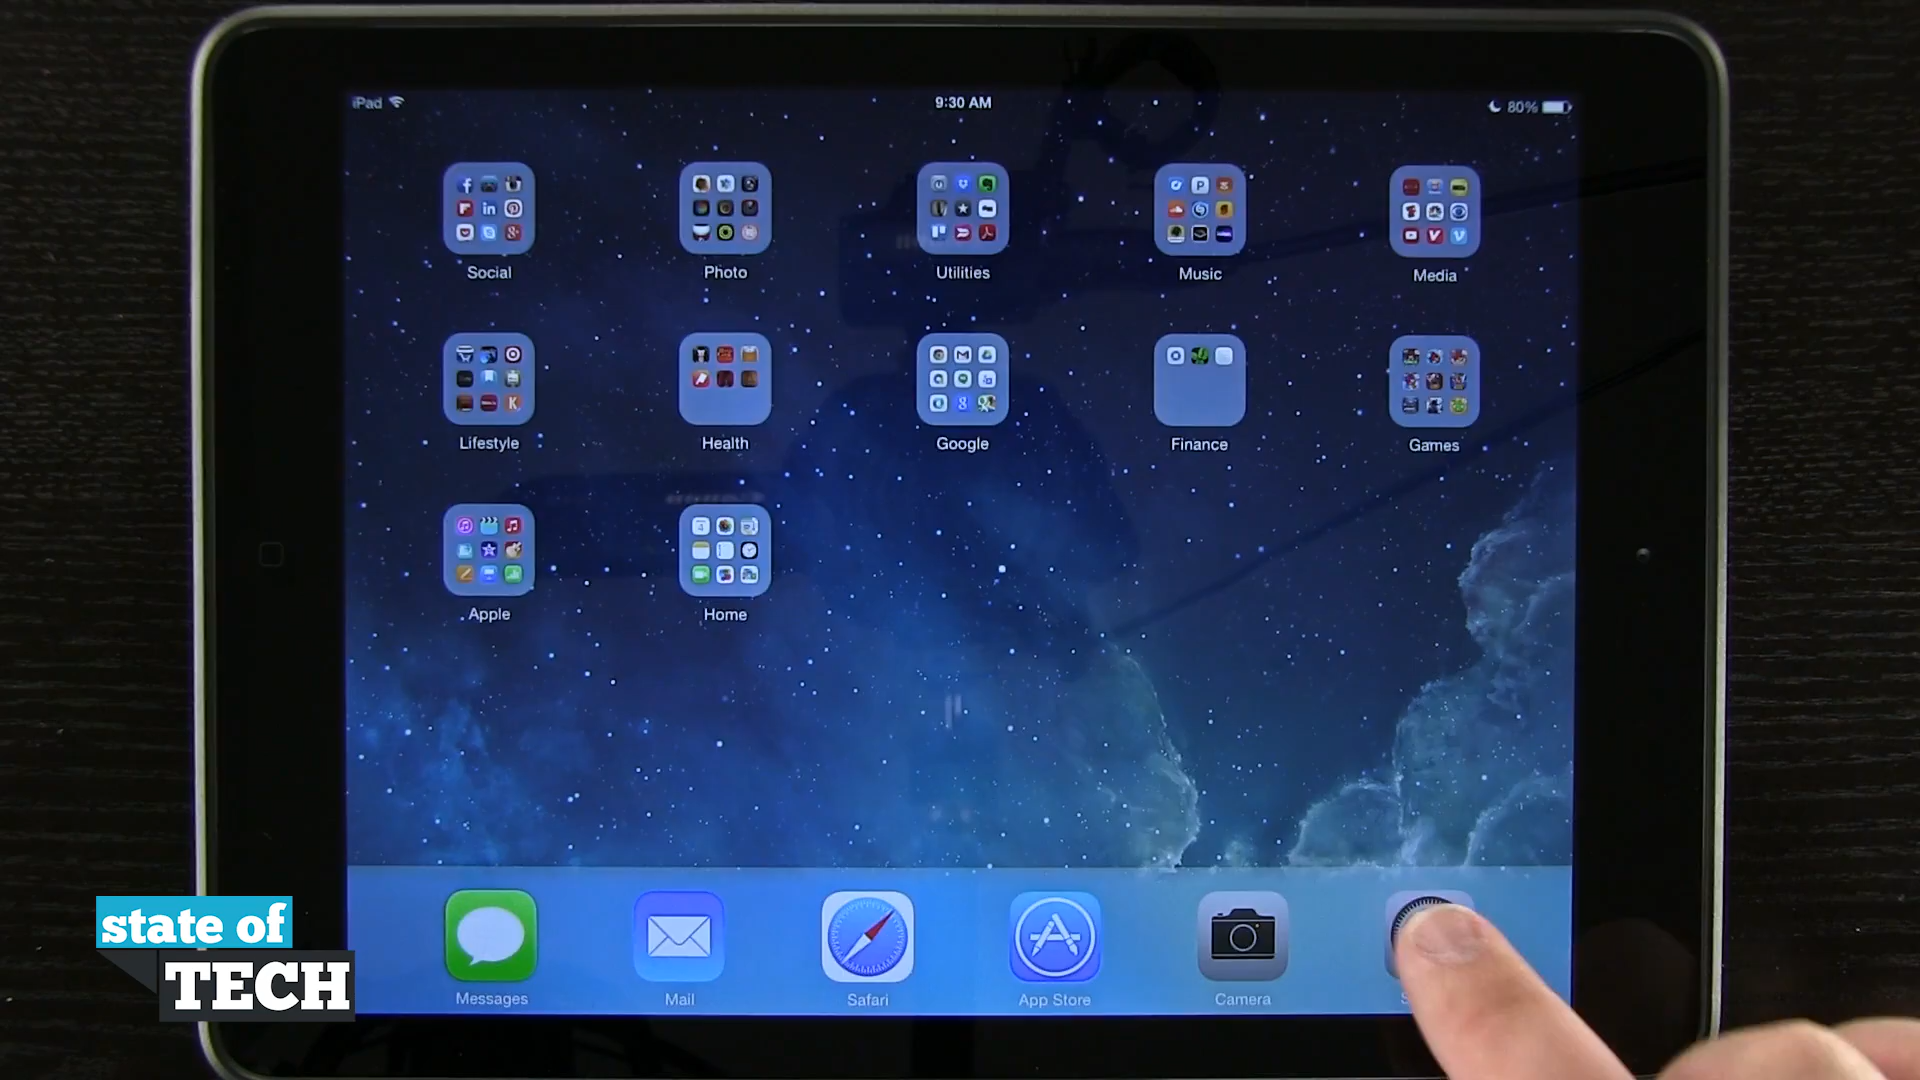 iPad 9:30 AM 80%
Social Photo Utilities Music Media
Lifestyle Health Google Finance Games
Apple Home
Messages Mail Safari App Store Camera
state of
TECH